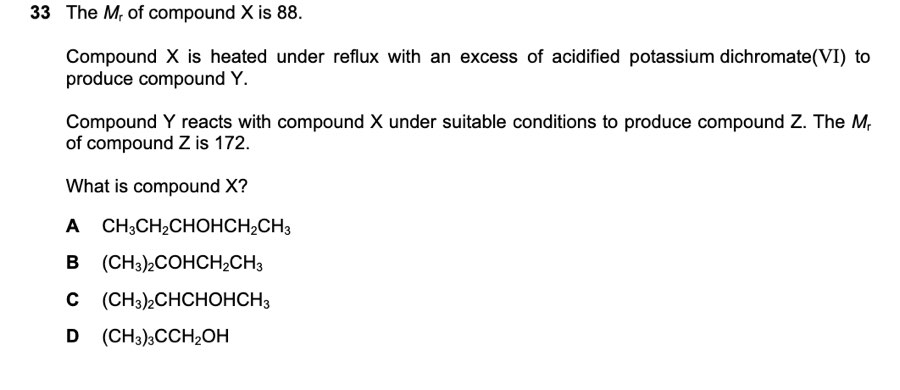 33 The Mᵣ of compound X is 88.
Compound X is heated under reflux with an excess of acidified potassium dichromate(VI) to
produce compound Y.
Compound Y reacts with compound X under suitable conditions to produce compound Z. The Mᵣ
of compound Z is 172.
What is compound X?
A CH₃CH₂CHOHCH₂CH₃
B (CH₃)₂COHCH₂CH₃
C (CH₃)₂CHCHOHCH₃
D (CH₃)₃CCH₂OH